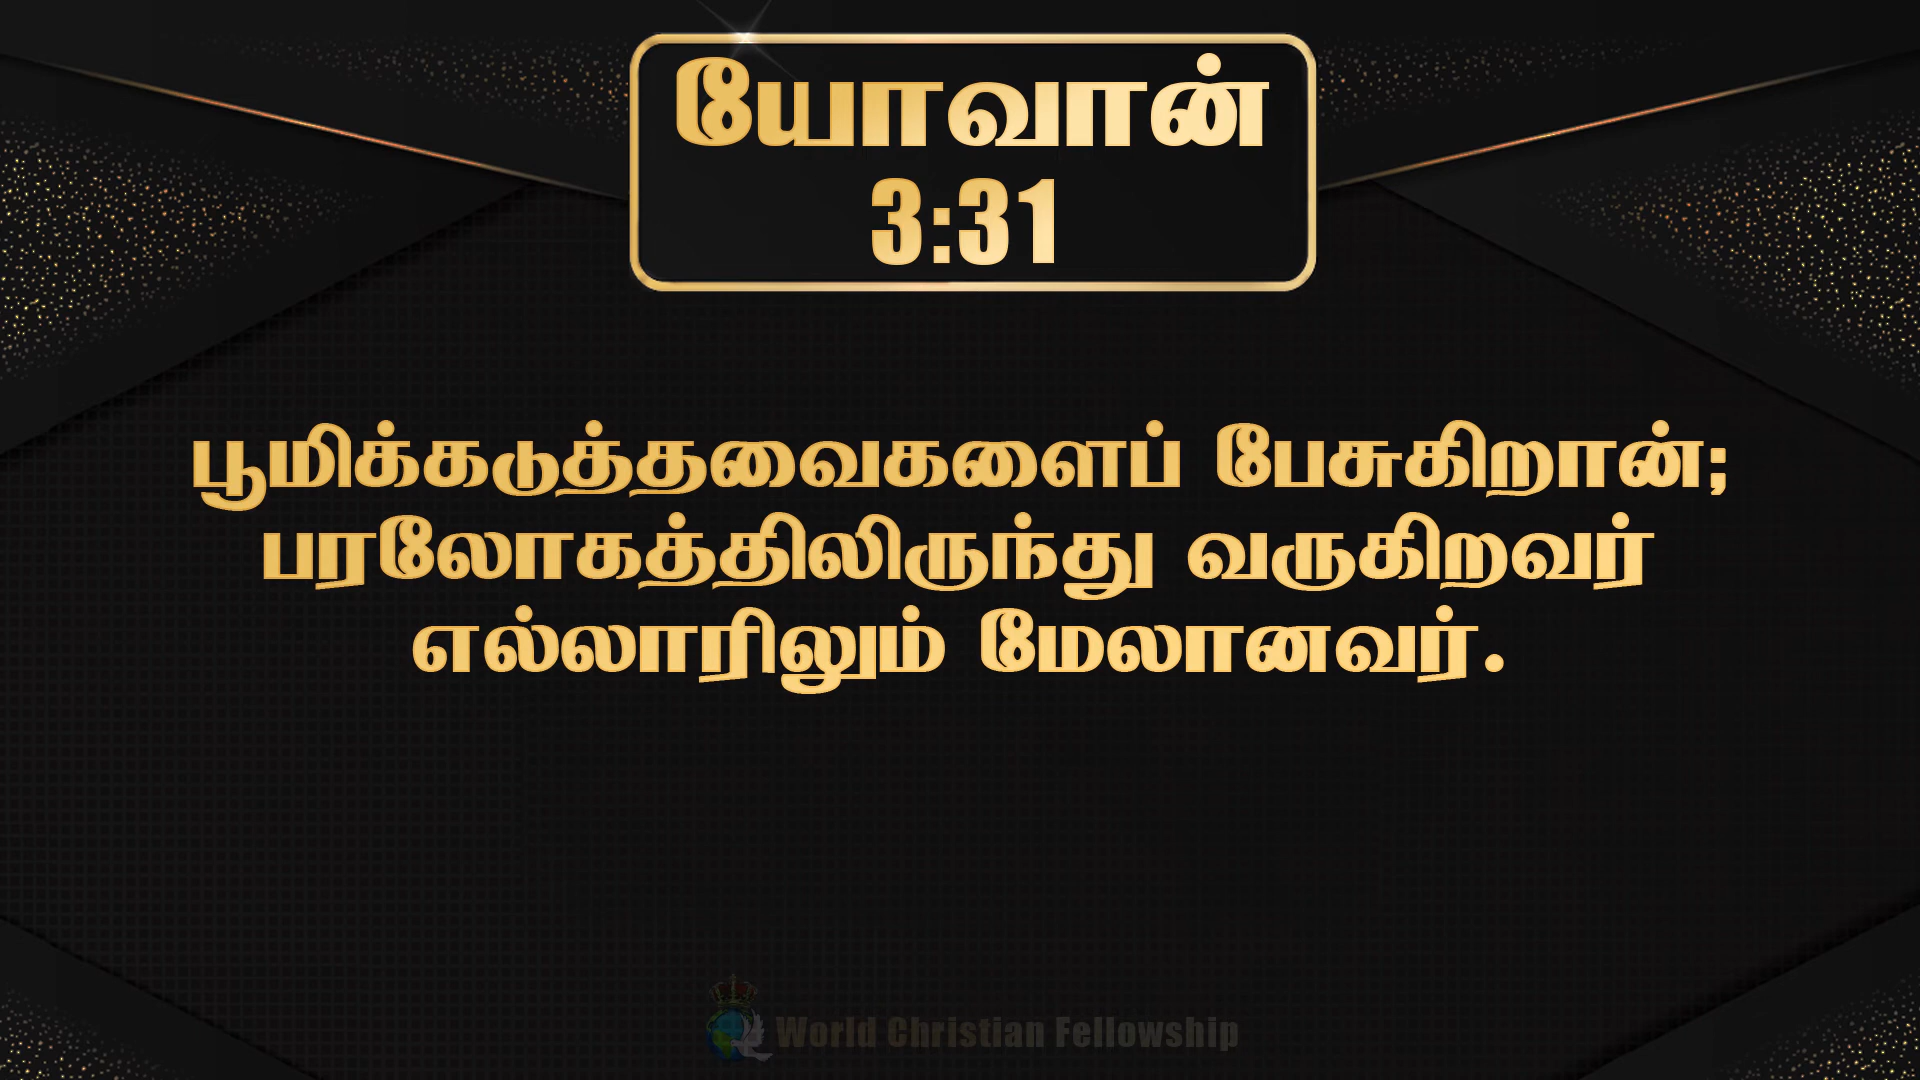 யோவான்
3:31
பூமிக்கடுத்தவைகளைப் பேசுகிறான்;
பரலோகத்திலிருந்து வருகிறவர்
எல்லாரிலும் மேலானவர்.
World Christian Fellowship